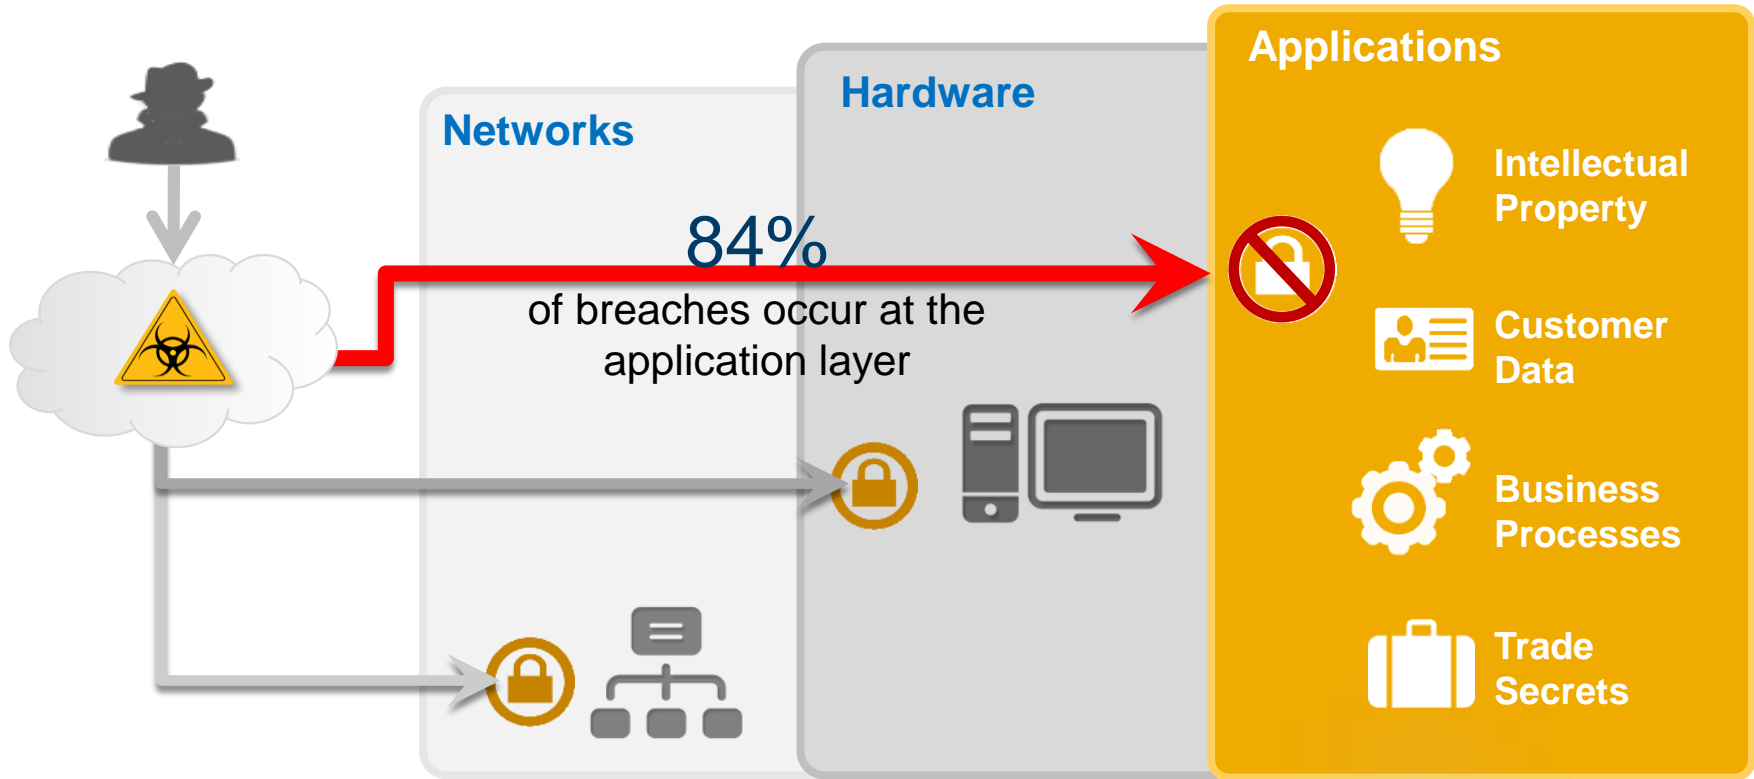 Applications
Hardware
Networks
84%
of breaches occur at the
application layer
Intellectual
Property
Customer
Data
Business
Processes
Trade
Secrets